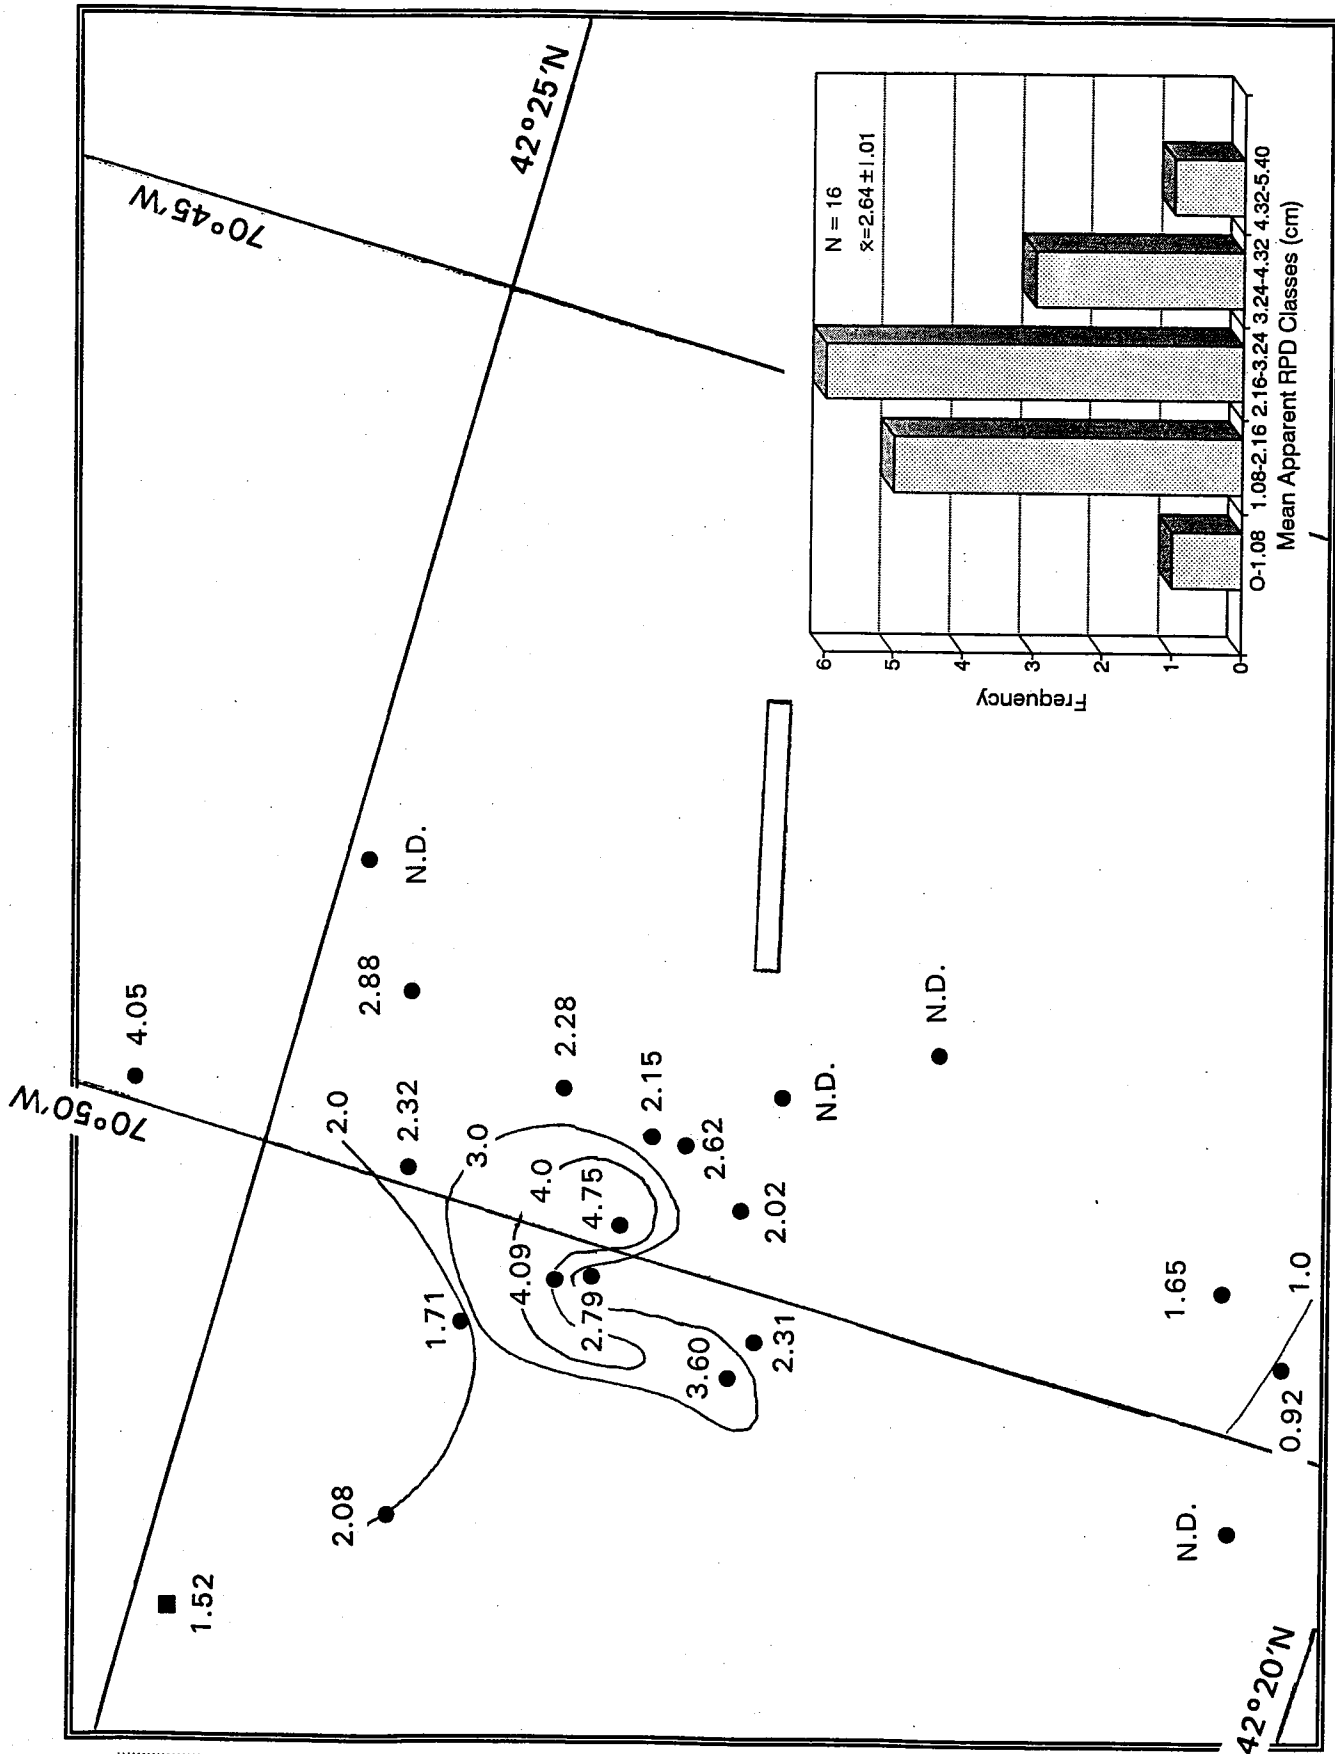 70°50'W
70°45'W
42°25'N
4.05
N.D.
2.88
2.0
2.32
2.28
3.0
2.15
4.0
2.62
N.D.
N.D.
4.75
2.02
4.09
1.71
2.79
2.31
3.60
1.65
1.0
0.92
2.08
1.52
N.D.
42°20'N
N = 16
x̄=2.64±1.01
Frequency
6
5
4
3
2
1
0
O-1.08 1.08-2.16 2.16-3.24 3.24-4.32 4.32-5.40
Mean Apparent RPD Classes (cm)